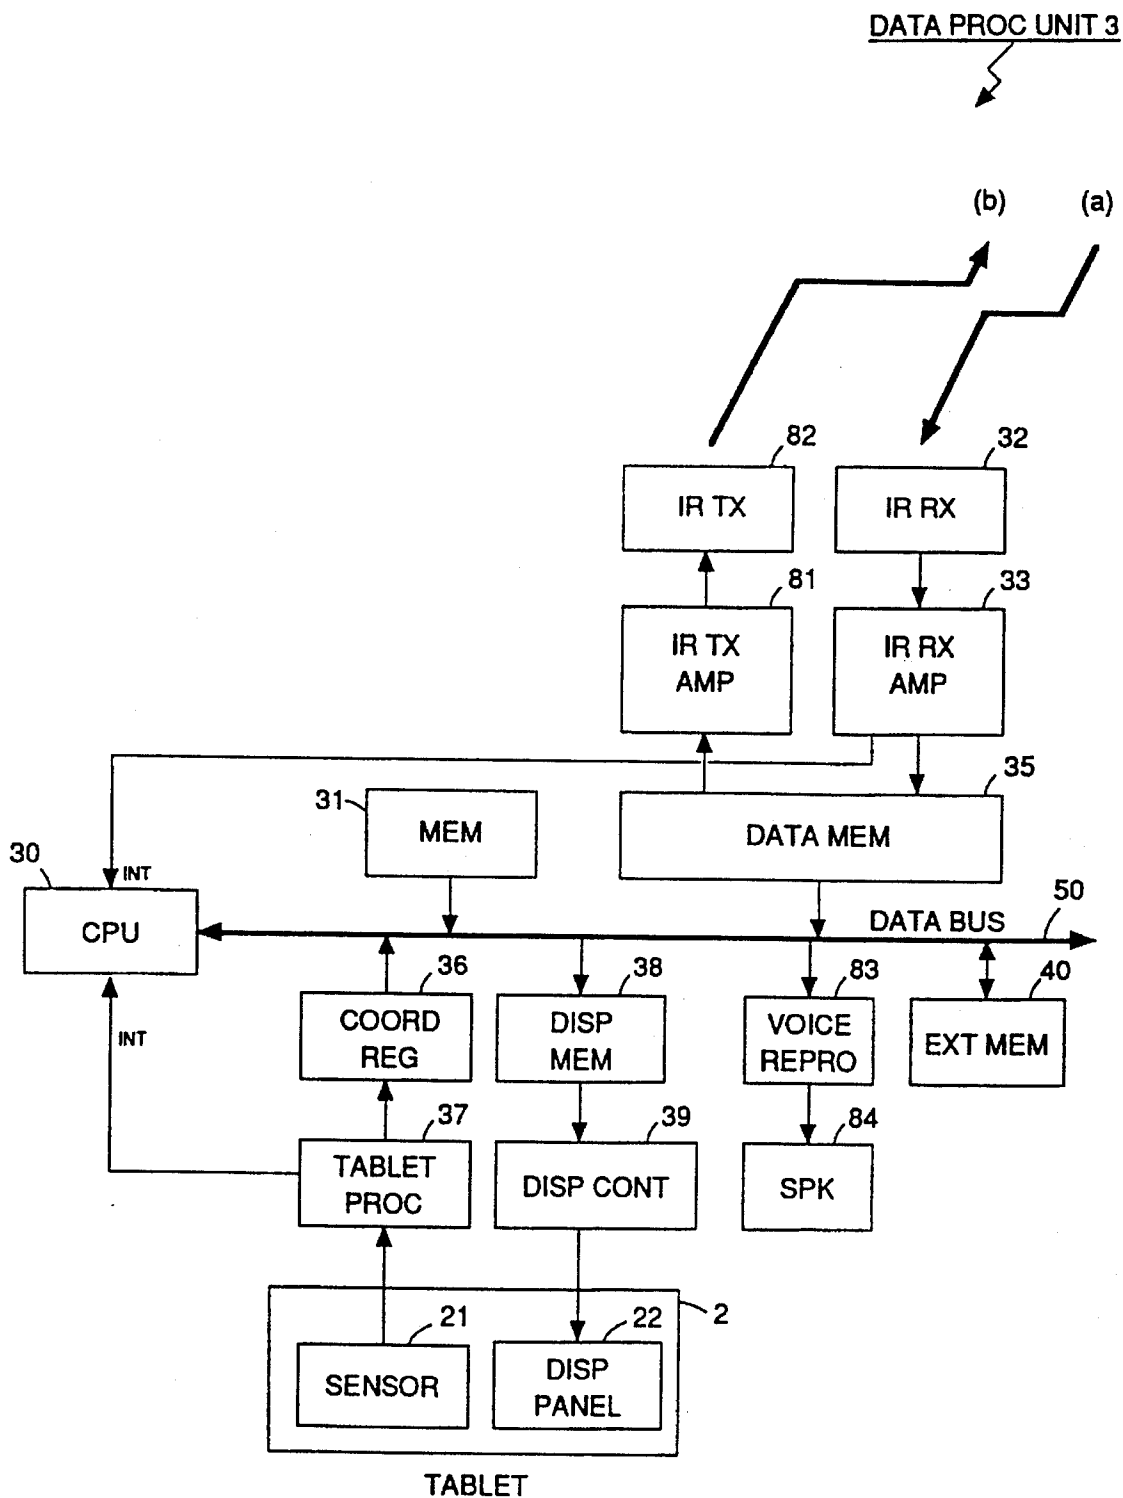 DATA PROC UNIT 3
(b)
(a)
82
32
IR TX
IR RX
81
33
IR TX
AMP
IR RX
AMP
35
31
MEM
DATA MEM
30
INT
CPU
DATA BUS
50
36
38
83
40
COORD
REG
DISP
MEM
VOICE
REPRO
EXT MEM
INT
37
39
84
TABLET
PROC
DISP CONT
SPK
2
21
22
SENSOR
DISP
PANEL
TABLET